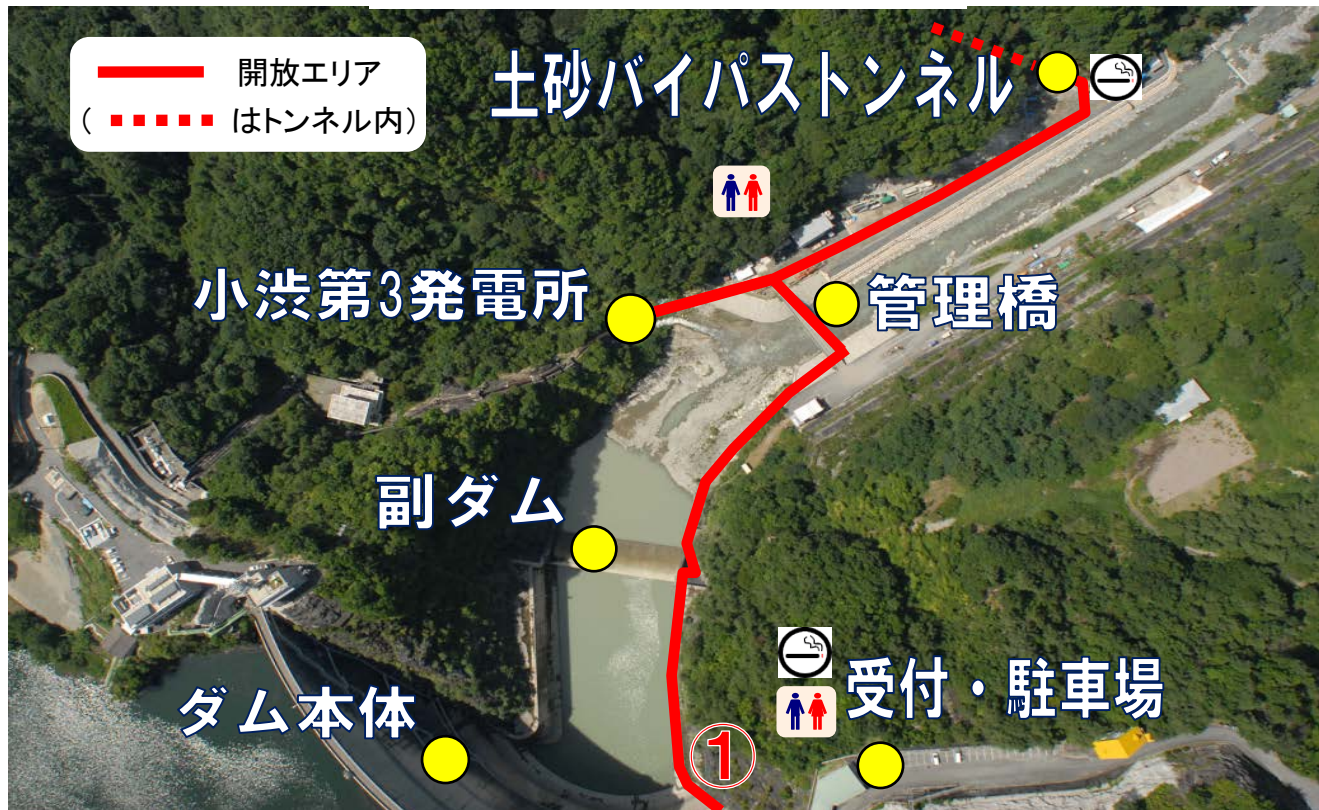 開放エリア
( はトンネル内)
土砂バイパストンネル
小渋第3発電所
管理橋
副ダム
受付・駐車場
ダム本体
①